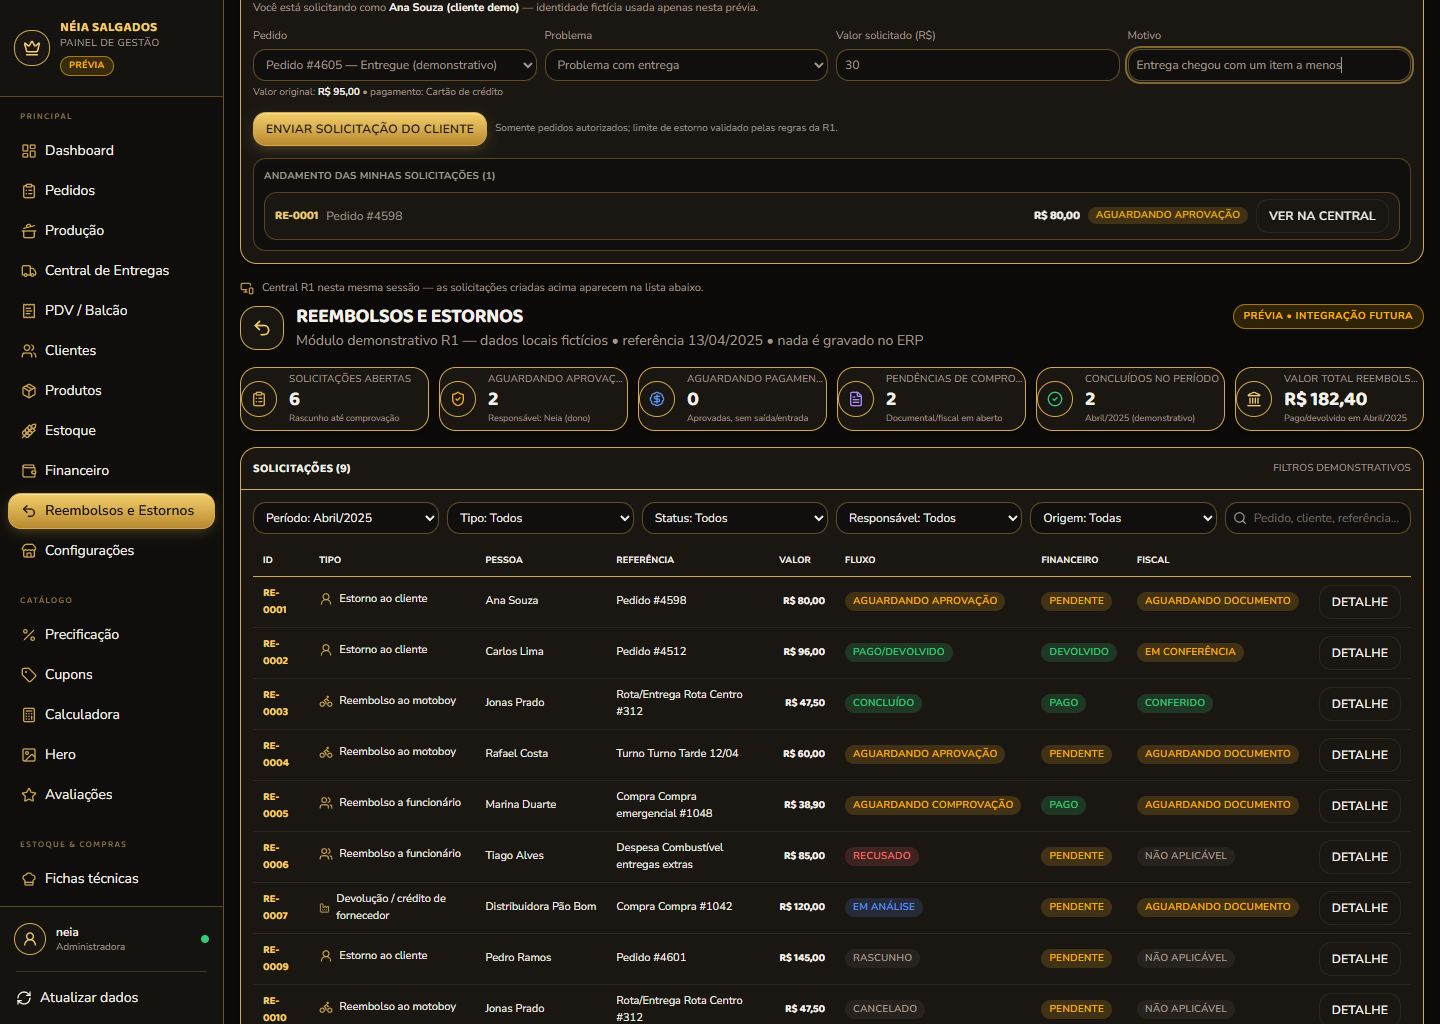 NÉIA SALGADOS
PAINEL DE GESTÃO
PRÉVIA
PRINCIPAL
Dashboard
Pedidos
Produção
Central de Entregas
PDV / Balcão
Clientes
Produtos
Estoque
Financeiro
Reembolsos e Estornos
Configurações
CATÁLOGO
Precificação
Cupons
Calculadora
Hero
Avaliações
ESTOQUE & COMPRAS
Fichas técnicas
neia
Administradora
Atualizar dados
Você está solicitando como Ana Souza (cliente demo) — identidade fictícia usada apenas nesta prévia.
Pedido Problema Valor solicitado (R$) Motivo
Pedido #4605 — Entregue (demonstrativo) Problema com entrega 30 Entrega chegou com um item a menos
Valor original: R$ 95,00 • pagamento: Cartão de crédito
ENVIAR SOLICITAÇÃO DO CLIENTE Somente pedidos autorizados; limite de estorno validado pelas regras da R1.
ANDAMENTO DAS MINHAS SOLICITAÇÕES (1)
RE-0001 Pedido #4598 R$ 80,00 AGUARDANDO APROVAÇÃO VER NA CENTRAL
Central R1 nesta mesma sessão — as solicitações criadas acima aparecem na lista abaixo.
REEMBOLSOS E ESTORNOS PRÉVIA • INTEGRAÇÃO FUTURA
Módulo demonstrativo R1 — dados locais fictícios • referência 13/04/2025 • nada é gravado no ERP
SOLICITAÇÕES ABERTAS
6
Rascunho até comprovação
AGUARDANDO APROVAÇ...
2
Responsável: Neia (dono)
AGUARDANDO PAGAMEN...
0
Aprovadas, sem saída/entrada
PENDÊNCIAS DE COMPRO...
2
Documental/fiscal em aberto
CONCLUÍDOS NO PERÍODO
2
Abril/2025 (demonstrativo)
VALOR TOTAL REEMBOLS...
R$ 182,40
Pago/devolvido em Abril/2025
SOLICITAÇÕES (9) FILTROS DEMONSTRATIVOS
Período: Abril/2025 Tipo: Todos Status: Todos Responsável: Todos Origem: Todas Pedido, cliente, referência...
ID TIPO PESSOA REFERÊNCIA VALOR FLUXO FINANCEIRO FISCAL
RE-0001 Estorno ao cliente Ana Souza Pedido #4598 R$ 80,00 AGUARDANDO APROVAÇÃO PENDENTE AGUARDANDO DOCUMENTO DETALHE
RE-0002 Estorno ao cliente Carlos Lima Pedido #4512 R$ 96,00 PAGO/DEVOLVIDO DEVOLVIDO EM CONFERÊNCIA DETALHE
RE-0003 Reembolso ao motoboy Jonas Prado Rota/Entrega Rota Centro #312 R$ 47,50 CONCLUÍDO PAGO CONFERIDO DETALHE
RE-0004 Reembolso ao motoboy Rafael Costa Turno Turno Tarde 12/04 R$ 60,00 AGUARDANDO APROVAÇÃO PENDENTE AGUARDANDO DOCUMENTO DETALHE
RE-0005 Reembolso a funcionário Marina Duarte Compra Compra emergencial #1048 R$ 38,90 AGUARDANDO COMPROVAÇÃO PAGO AGUARDANDO DOCUMENTO DETALHE
RE-0006 Reembolso a funcionário Tiago Alves Despesa Combustível entregas extras R$ 85,00 RECUSADO PENDENTE NÃO APLICÁVEL DETALHE
RE-0007 Devolução / crédito de fornecedor Distribuidora Pão Bom Compra Compra #1042 R$ 120,00 EM ANÁLISE PENDENTE AGUARDANDO DOCUMENTO DETALHE
RE-0009 Estorno ao cliente Pedro Ramos Pedido #4601 R$ 145,00 RASCUNHO PENDENTE NÃO APLICÁVEL DETALHE
RE-0010 Reembolso ao motoboy Jonas Prado Rota/Entrega Rota Centro #312 R$ 47,50 CANCELADO PENDENTE NÃO APLICÁVEL DETALHE